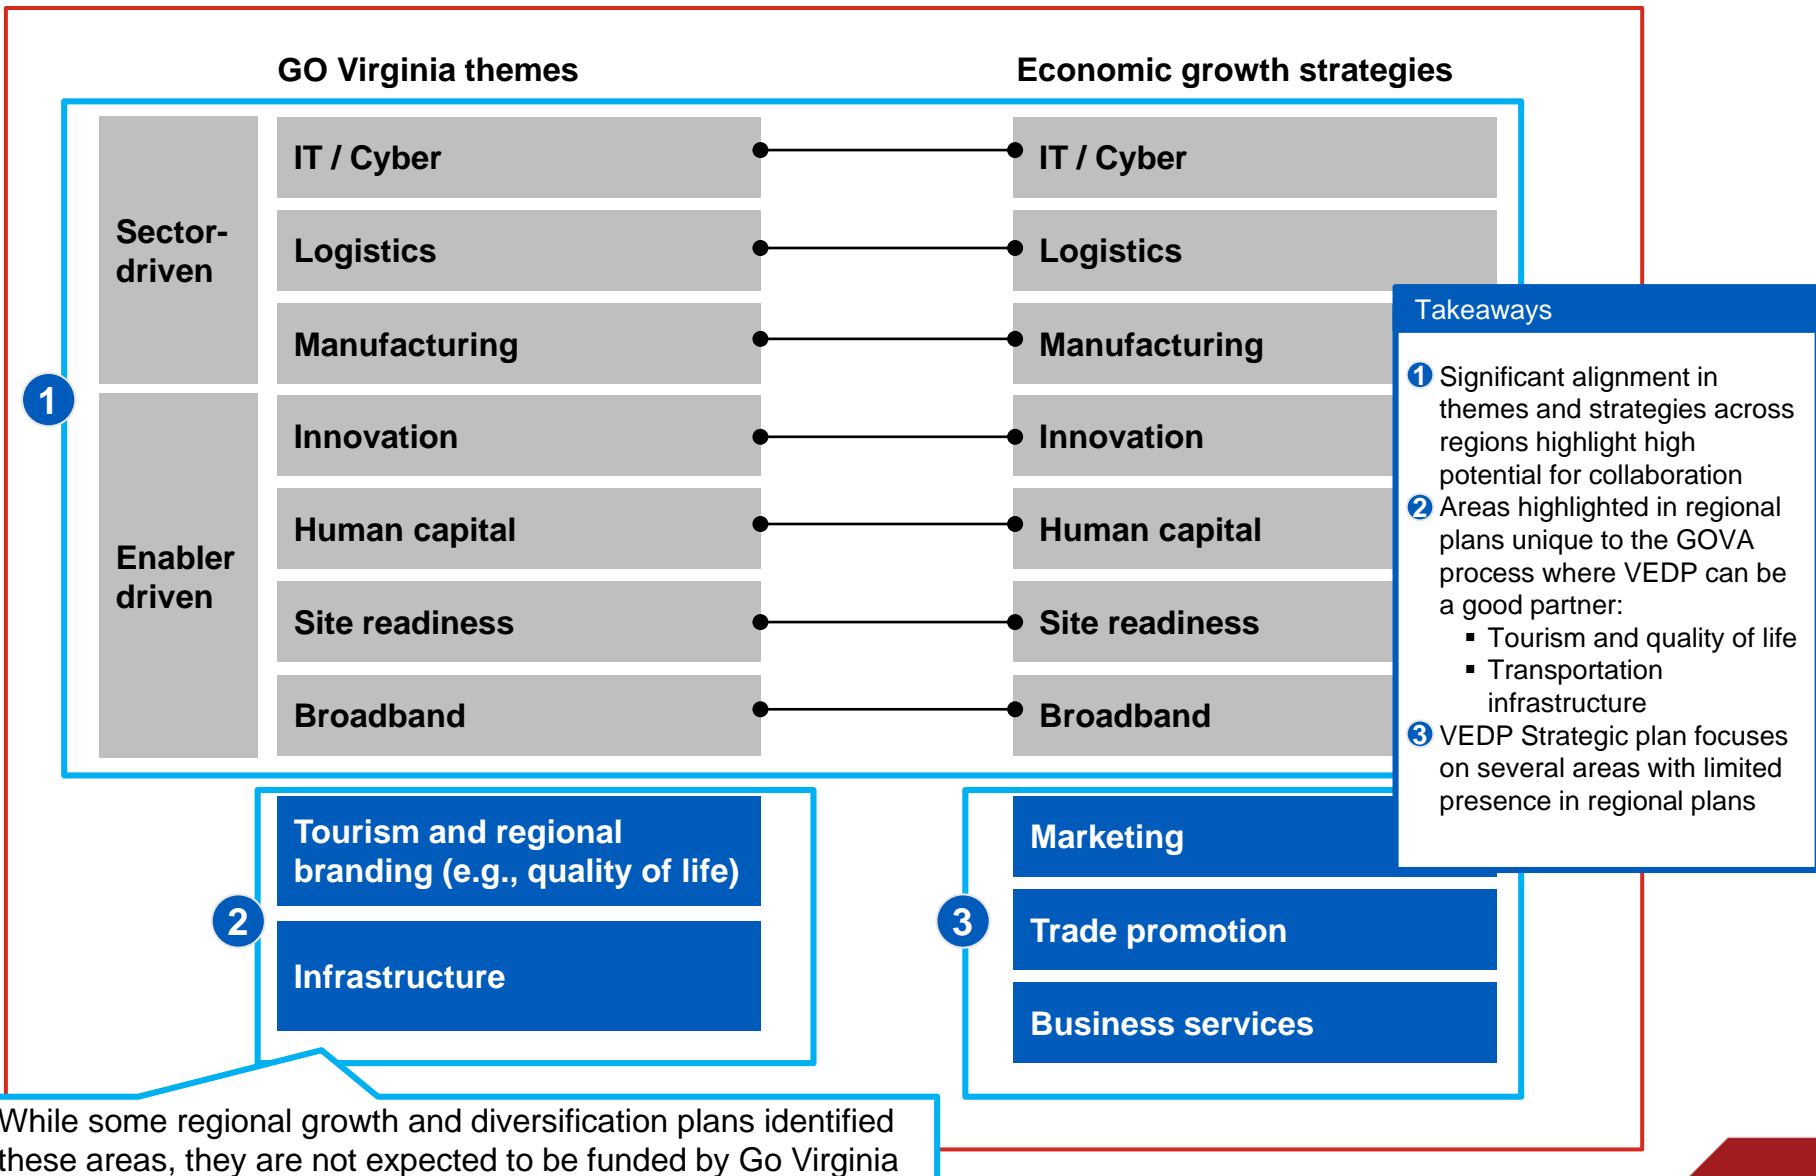 GO Virginia themes
Economic growth strategies
1
Sector-
driven
IT / Cyber
IT / Cyber
Logistics
Logistics
Manufacturing
Manufacturing
Enabler
driven
Innovation
Innovation
Human capital
Human capital
Site readiness
Site readiness
Broadband
Broadband
2
Tourism and regional
branding (e.g., quality of life)
Infrastructure
3
Marketing
Trade promotion
Business services
Takeaways
1 Significant alignment in
themes and strategies across
regions highlight high
potential for collaboration
2 Areas highlighted in regional
plans unique to the GOVA
process where VEDP can be
a good partner:
▪ Tourism and quality of life
▪ Transportation
infrastructure
3 VEDP Strategic plan focuses
on several areas with limited
presence in regional plans
While some regional growth and diversification plans identified
these areas, they are not expected to be funded by Go Virginia